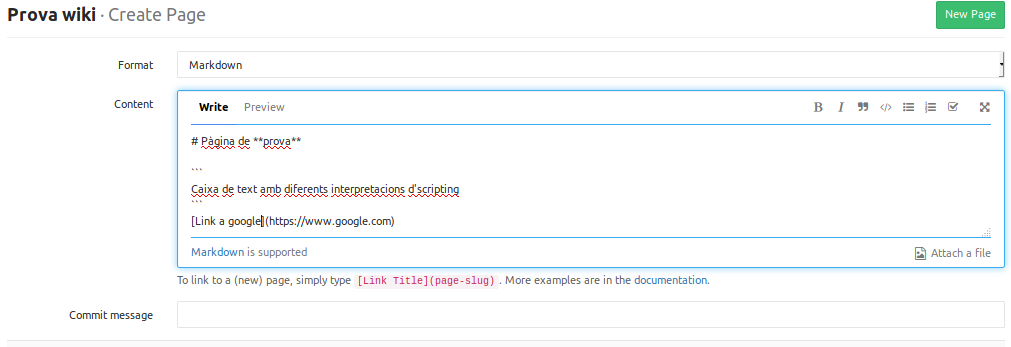 Prova wiki · Create Page
New Page
Format
Markdown
Content
Write Preview
B I
# Pàgina de **prova**
```
Caixa de text amb diferents interpretacions d'scripting
```
[Link a google](https://www.google.com)
Markdown is supported
Attach a file
To link to a (new) page, simply type [Link Title](page-slug). More examples are in the documentation.
Commit message